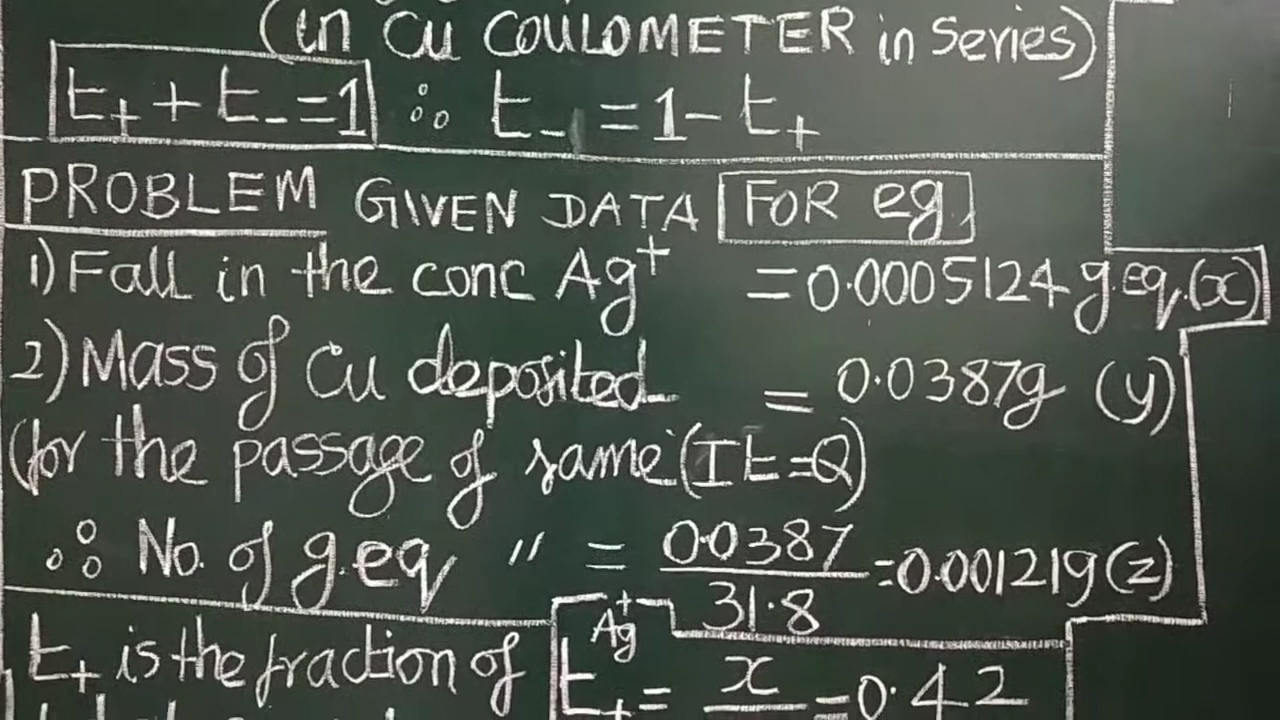 (in Cu COULOMETER in Series)
t₊ + t₋ = 1 ∴ t₋ = 1 - t₊
PROBLEM GIVEN DATA FOR eg,
1) Fall in the conc Ag⁺ = 0.0005124 g.eq.(x)
2) Mass of Cu deposited = 0.0387g (y)
(for the passage of same (It=Q)
∴ No. of g.eq " = 0.0387/31.8 = 0.001219(z)
t₊ is the fraction of
Ag⁺
t₊ = x = 0.42